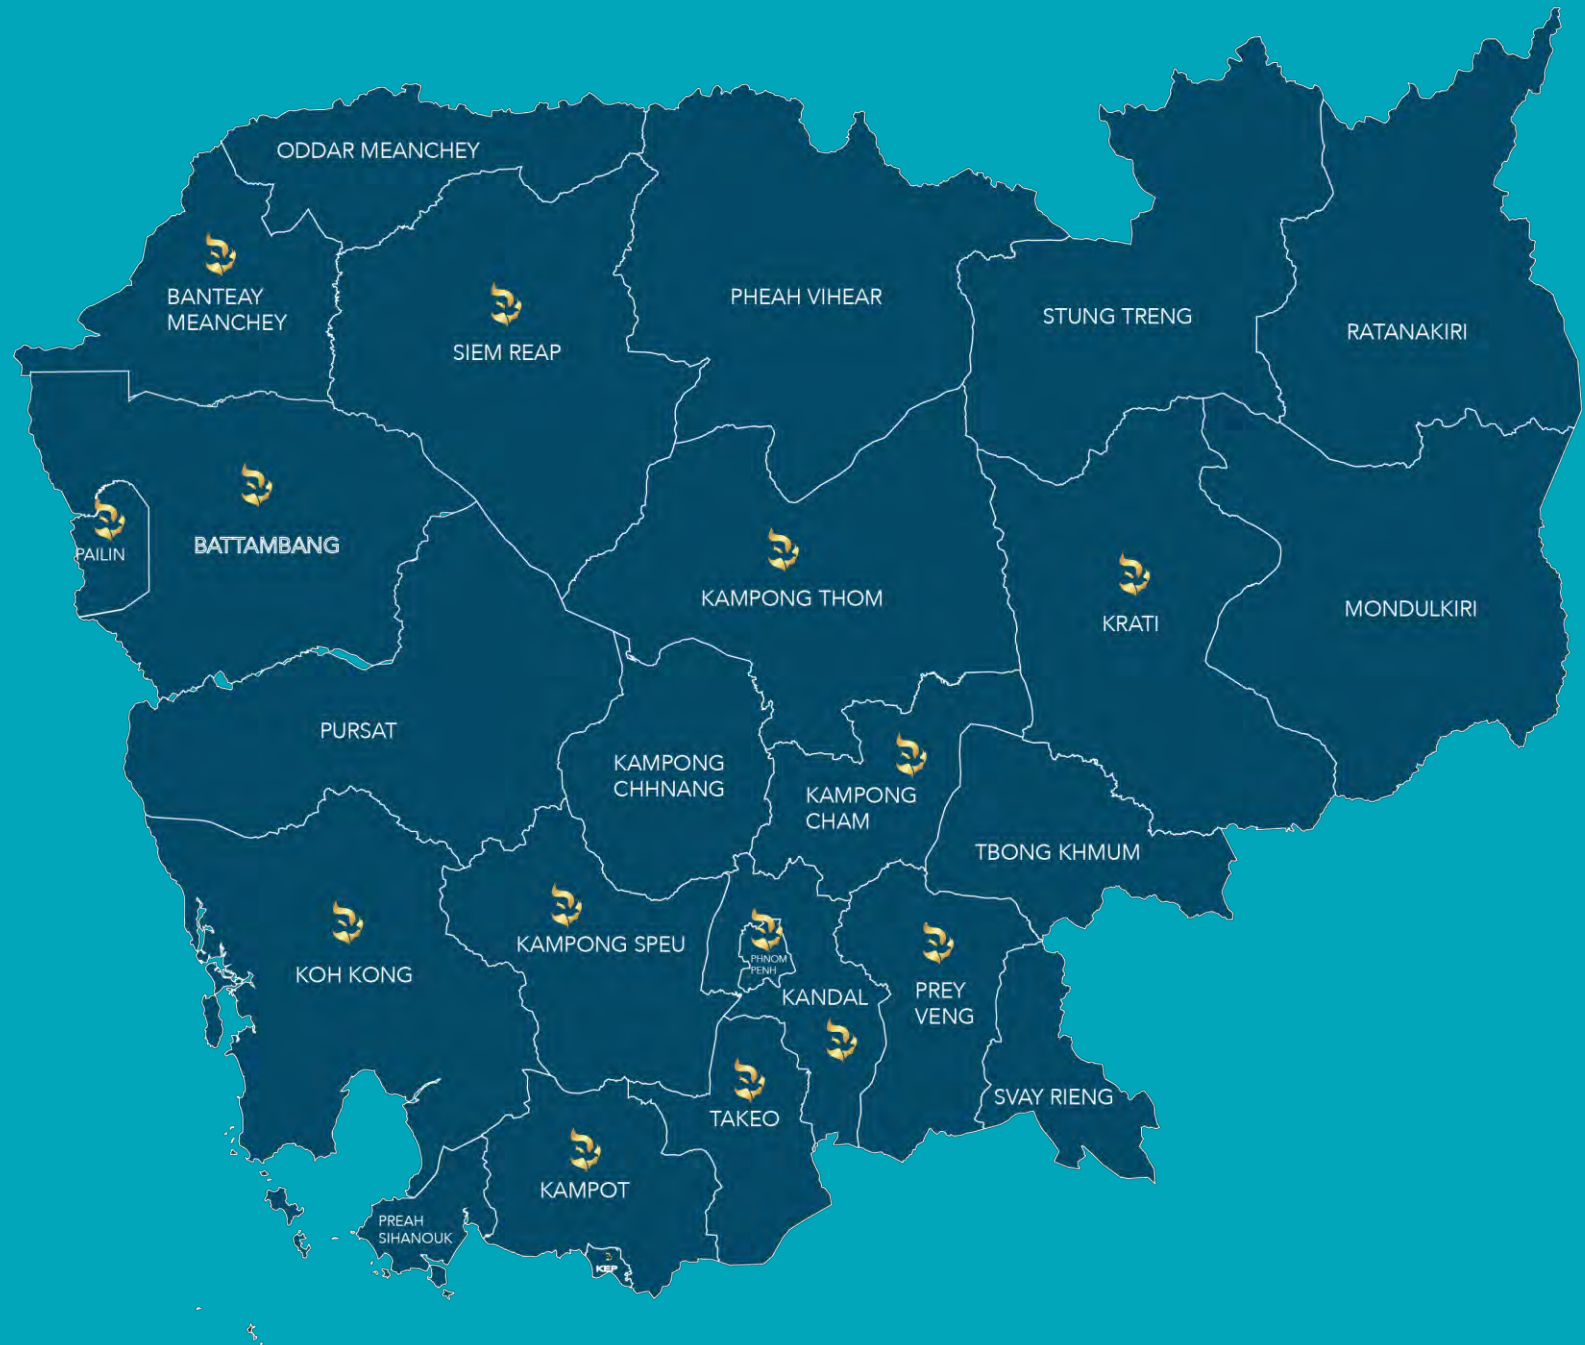 ODDAR MEANCHEY
BANTEAY
MEANCHEY
SIEM REAP
PHEAH VIHEAR
STUNG TRENG
RATANAKIRI
PAILIN
BATTAMBANG
KAMPONG THOM
KRATI
MONDULKIRI
PURSAT
KAMPONG
CHHNANG
KAMPONG
CHAM
TBONG KHMUM
KOH KONG
KAMPONG SPEU
PHNOM
PENH
KANDAL
PREY
VENG
SVAY RIENG
TAKEO
KAMPOT
PREAH
SIHANOUK
KEP